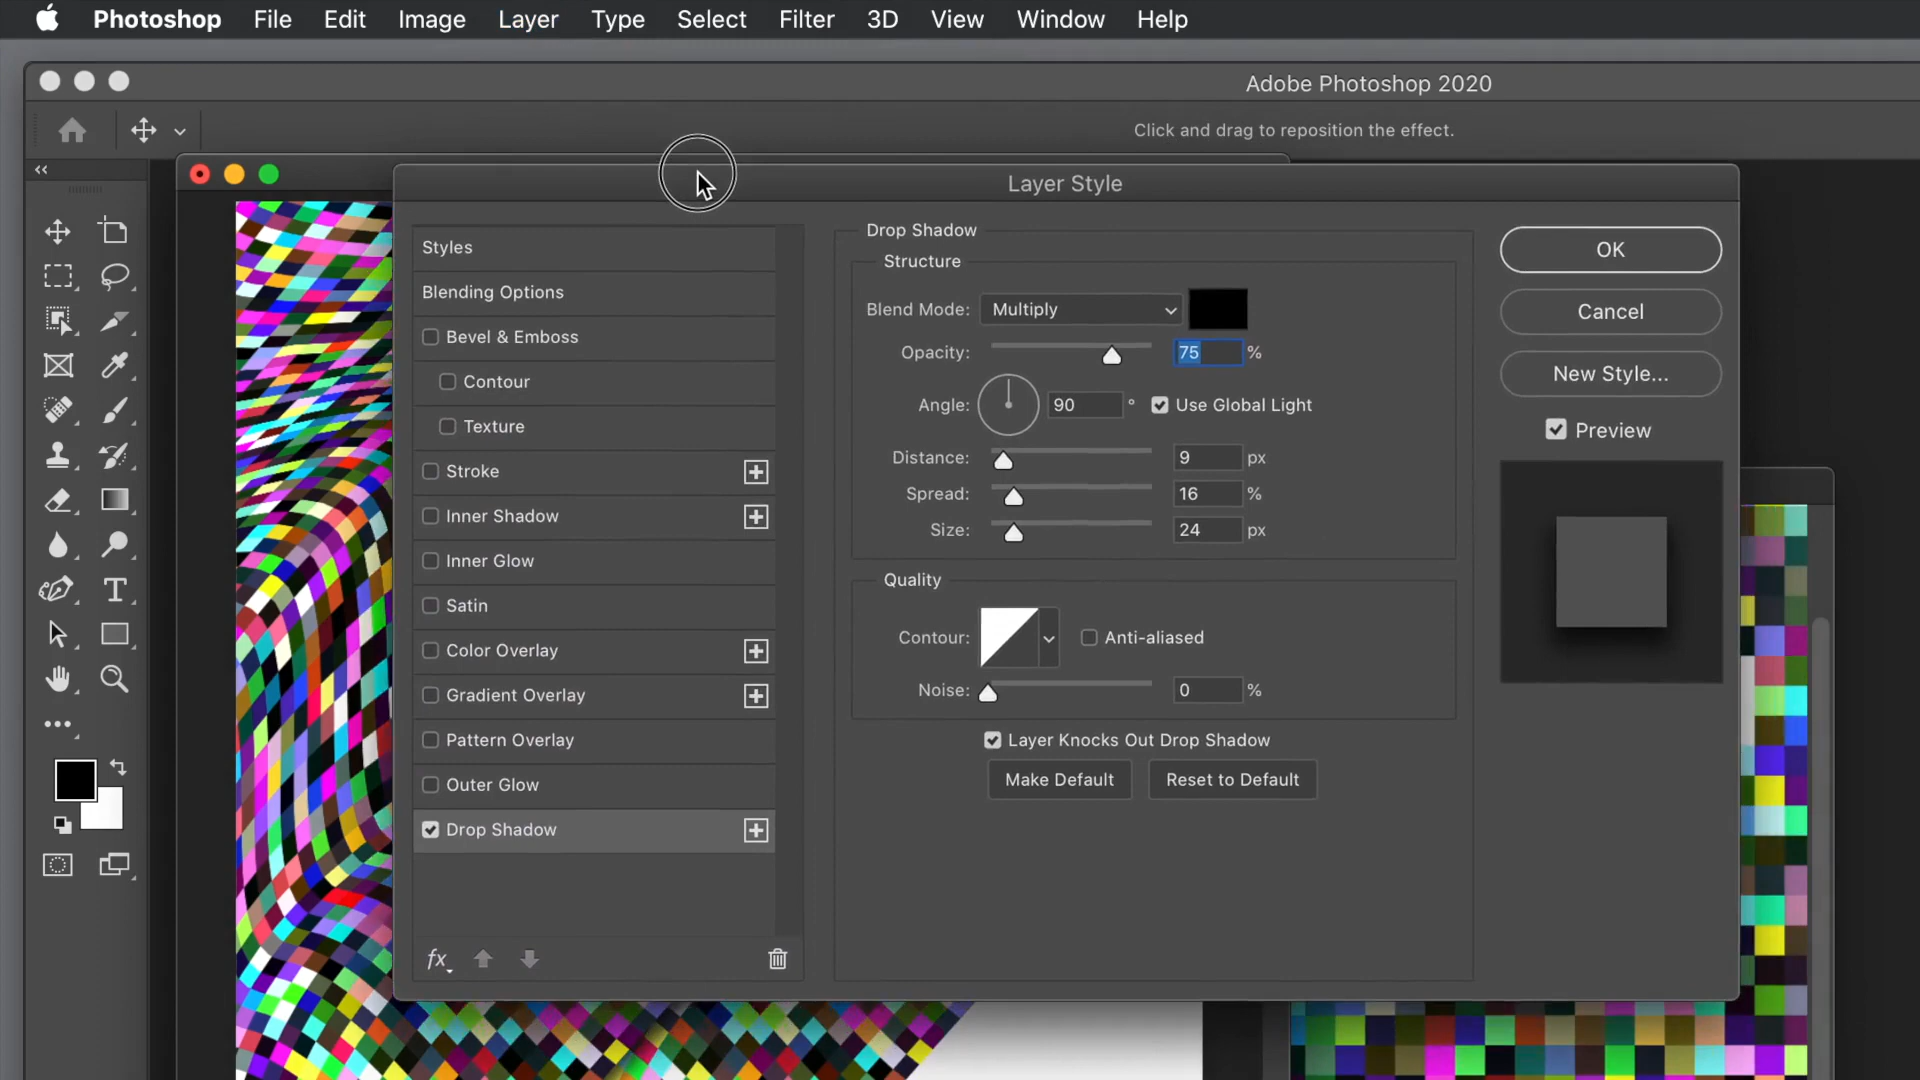 Photoshop File Edit Image Layer Type Select Filter 3D View Window Help
Adobe Photoshop 2020
Click and drag to reposition the effect.
Layer Style
Styles
Blending Options
Bevel & Emboss
Contour
Texture
Stroke
Inner Shadow
Inner Glow
Satin
Color Overlay
Gradient Overlay
Pattern Overlay
Outer Glow
Drop Shadow
fx
Drop Shadow
Structure
Blend Mode: Multiply
Opacity: 75 %
Angle: 90 ° Use Global Light
Distance: 9 px
Spread: 16 %
Size: 24 px
Quality
Contour: Anti-aliased
Noise: 0 %
Layer Knocks Out Drop Shadow
Make Default Reset to Default
OK
Cancel
New Style...
Preview